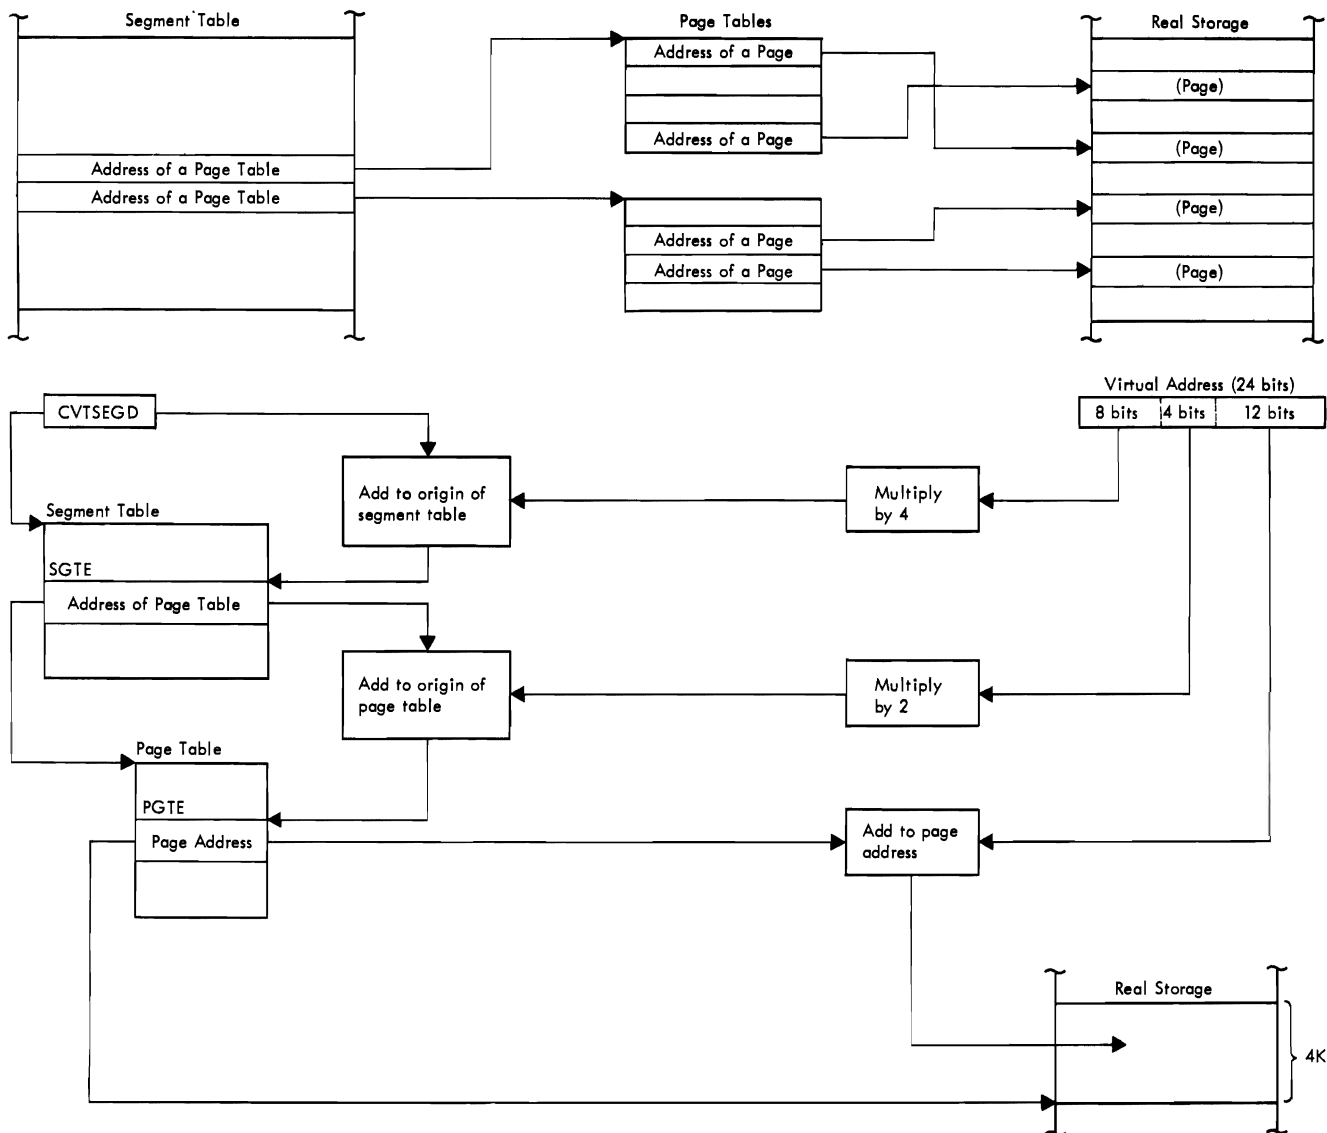 Segment Table
Page Tables
Real Storage
Address of a Page
(Page)
Address of a Page
(Page)
Address of a Page Table
Address of a Page Table
(Page)
Address of a Page
Address of a Page
(Page)
Virtual Address (24 bits)
CVTSEGD
8 bits
4 bits
12 bits
Add to origin of
segment table
Multiply
by 4
Segment Table
SGTE
Address of Page Table
Add to origin of
page table
Multiply
by 2
Page Table
PGTE
Page Address
Add to page
address
Real Storage
4K